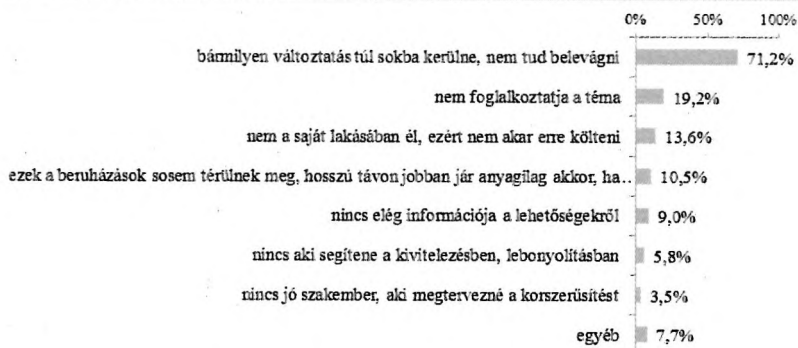 0% 50% 100%
bármilyen változtatás túl sokba kerülne, nem tud belevágni 71,2%
nem foglalkoztatja a téma 19,2%
nem a saját lakásában él, ezért nem akar erre költeni 13,6%
ezek a beruházások sosem térülnek meg, hosszú távon jobban jár anyagilag akkor, ha.. 10,5%
nincs elég információja a lehetőségekről 9,0%
nincs aki segítene a kivitelezésben, lebonyolításban 5,8%
nincs jó szakember, aki megtervezné a korszerűsítést 3,5%
egyéb 7,7%